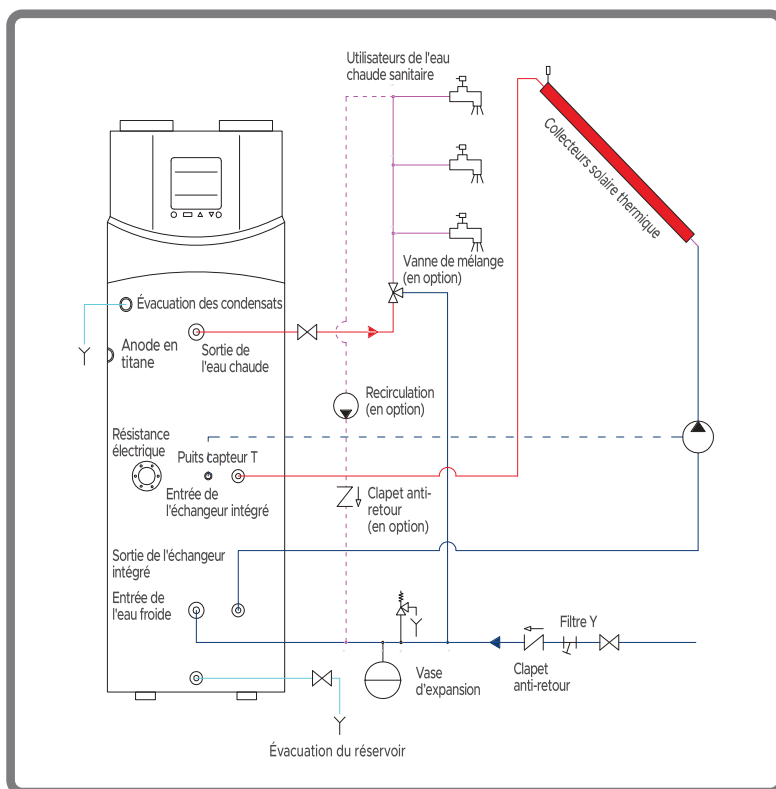 Utilisateurs de l'eau
chaude sanitaire
Collecteurs solaire thermique
Vanne de mélange
(en option)
Évacuation des condensats
Anode en
titane
Sortie de
l'eau chaude
Recirculation
(en option)
Résistance
électrique
Puits capteur T
Entrée de
l'échangeur intégré
Clapet anti-
retour
(en option)
Sortie de l'échangeur
intégré
Entrée de
l'eau froide
Filtre Y
Clapet
anti-retour
Vase
d'expansion
Évacuation du réservoir